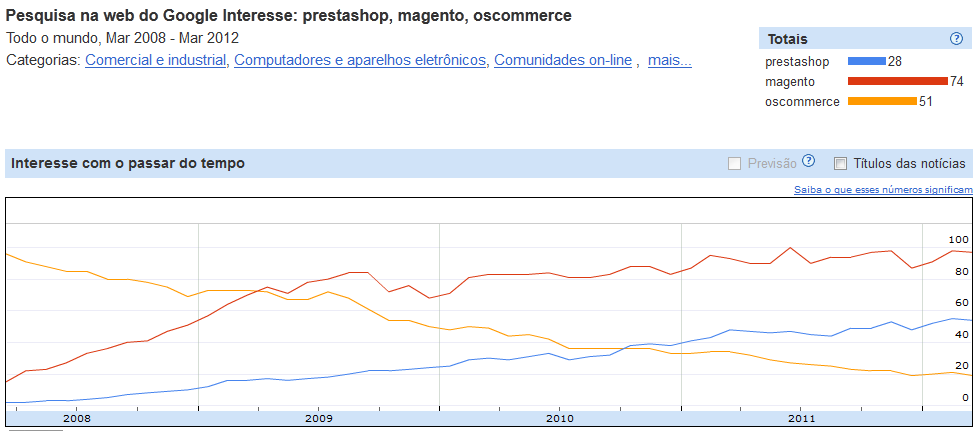 Pesquisa na web do Google Interesse: prestashop, magento, oscommerce
Todo o mundo, Mar 2008 - Mar 2012
Categorias: Comercial e industrial, Computadores e aparelhos eletrônicos, Comunidades on-line , mais...
Totais
prestashop 28
magento 74
oscommerce 51
Interesse com o passar do tempo
Previsão ? Títulos das notícias
Saiba o que esses números significam
100
80
60
40
20
0
2008 2009 2010 2011